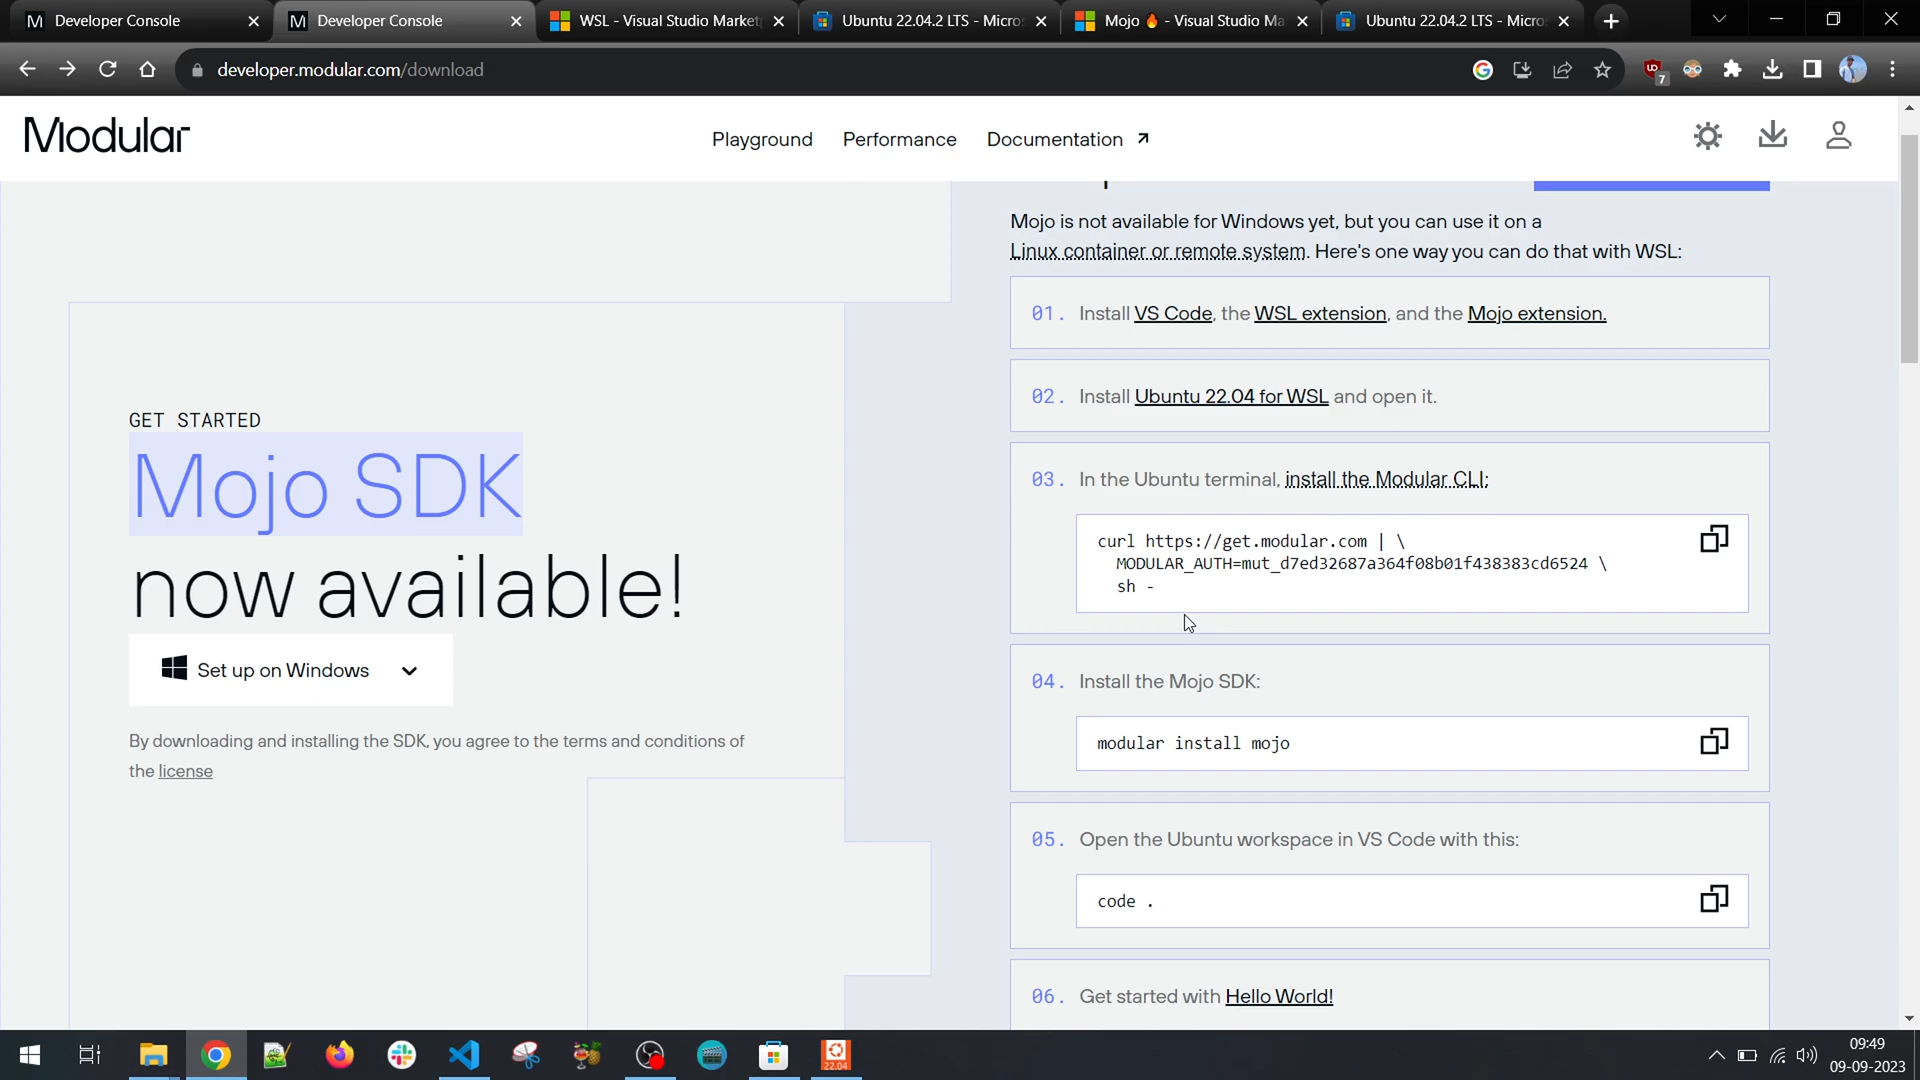 Developer Console
Developer Console
WSL - Visual Studio Market
Ubuntu 22.04.2 LTS - Micros
Mojo 🔥 - Visual Studio Ma
Ubuntu 22.04.2 LTS - Micros
developer.modular.com/download
7
Modular
Playground
Performance
Documentation
GET STARTED
Mojo SDK
now available!
Set up on Windows
By downloading and installing the SDK, you agree to the terms and conditions of
the license
Mojo is not available for Windows yet, but you can use it on a
Linux container or remote system. Here's one way you can do that with WSL:
01. Install VS Code, the WSL extension, and the Mojo extension.
02. Install Ubuntu 22.04 for WSL and open it.
03. In the Ubuntu terminal, install the Modular CLI:
curl https://get.modular.com | \
MODULAR_AUTH=mut_d7ed32687a364f08b01f438383cd6524 \
sh -
04. Install the Mojo SDK:
modular install mojo
05. Open the Ubuntu workspace in VS Code with this:
code .
06. Get started with Hello World!
22.04
09:49
09-09-2023